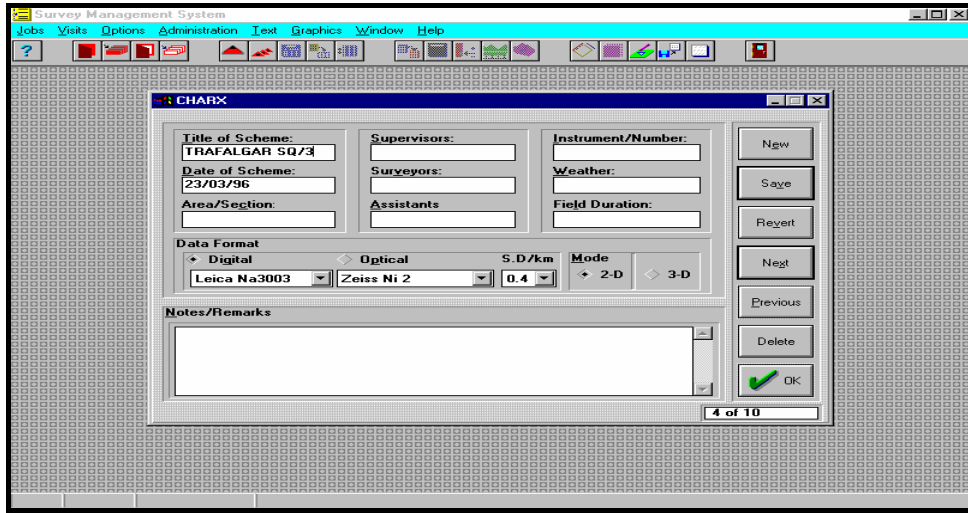 Survey Management System
Jobs Visits Options Administration Text Graphics Window Help
?
CHARX
Title of Scheme: Supervisors: Instrument/Number:
TRAFALGAR SQ/3
Date of Scheme: Surveyors: Weather:
23/03/96
Area/Section: Assistants Field Duration:
Data Format
Digital Optical S.D/km Mode
Leica Na3003 Zeiss Ni 2 0.4 2-D 3-D
Notes/Remarks
New
Save
Revert
Next
Previous
Delete
OK
4 of 10